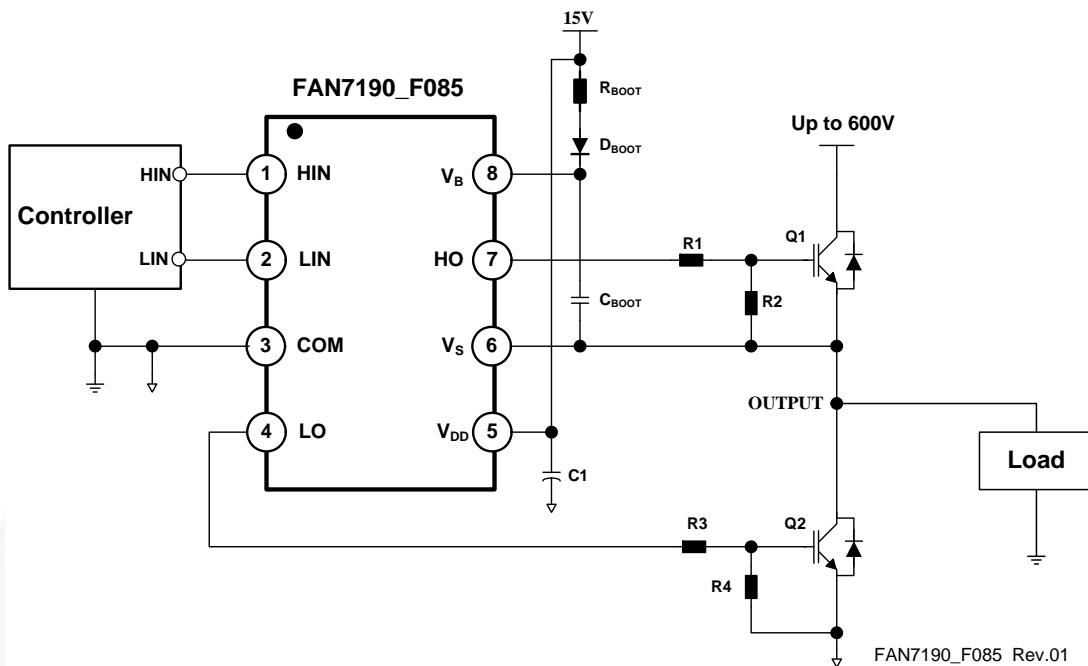 15V
FAN7190_F085
RBOOT
DBOOT
Up to 600V
Controller
HIN
LIN
1 HIN
VB 8
2 LIN
HO 7
3 COM
VS 6
4 LO
VDD 5
CBOOT
C1
R1
R2
Q1
OUTPUT
Load
R3
R4
Q2
FAN7190_F085 Rev.01